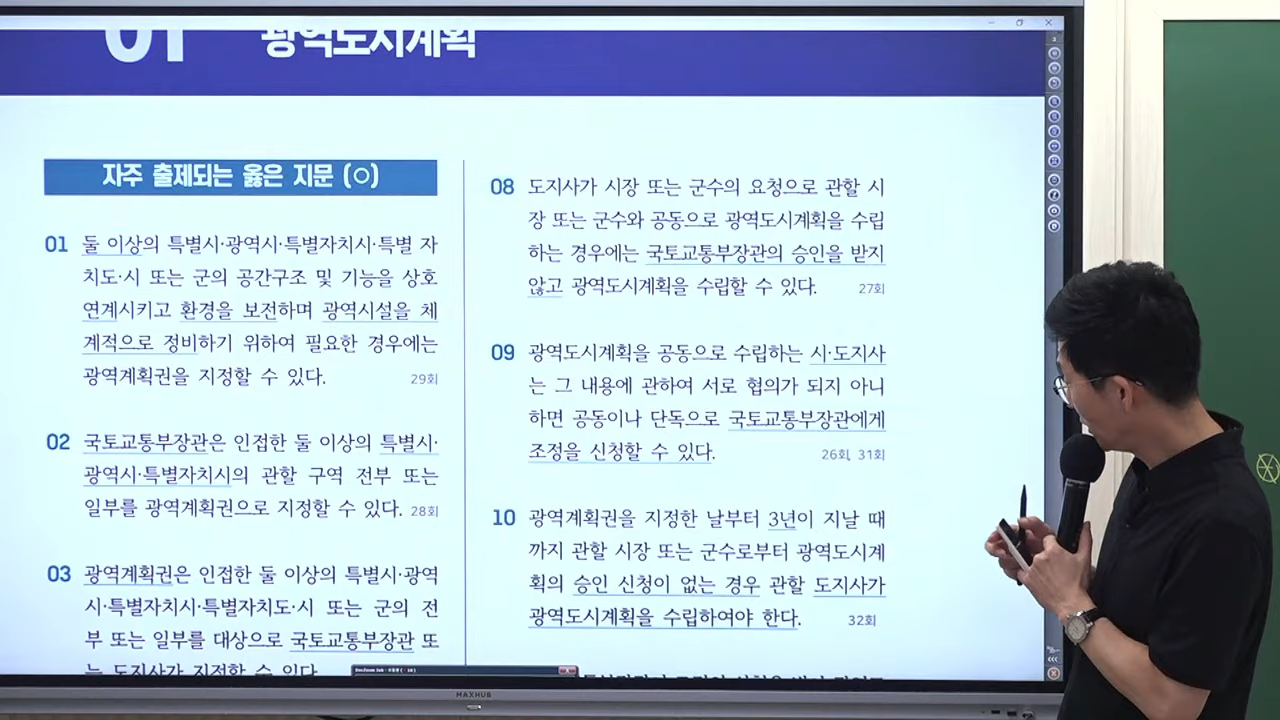 01 광역도시계획
자주 출제되는 옳은 지문 (○)
01 둘 이상의 특별시·광역시·특별자치시·특별 자
치도·시 또는 군의 공간구조 및 기능을 상호
연계시키고 환경을 보전하며 광역시설을 체
계적으로 정비하기 위하여 필요한 경우에는
광역계획권을 지정할 수 있다. 29회
02 국토교통부장관은 인접한 둘 이상의 특별시·
광역시·특별자치시의 관할 구역 전부 또는
일부를 광역계획권으로 지정할 수 있다. 28회
03 광역계획권은 인접한 둘 이상의 특별시·광역
시·특별자치시·특별자치도·시 또는 군의 전
부 또는 일부를 대상으로 국토교통부장관 또
는 도지사가 지정할 수 있다.
08 도지사가 시장 또는 군수의 요청으로 관할 시
장 또는 군수와 공동으로 광역도시계획을 수립
하는 경우에는 국토교통부장관의 승인을 받지
않고 광역도시계획을 수립할 수 있다. 27회
09 광역도시계획을 공동으로 수립하는 시·도지사
는 그 내용에 관하여 서로 협의가 되지 아니
하면 공동이나 단독으로 국토교통부장관에게
조정을 신청할 수 있다. 26회, 31회
10 광역계획권을 지정한 날부터 3년이 지날 때
까지 관할 시장 또는 군수로부터 광역도시계
획의 승인 신청이 없는 경우 관할 도지사가
광역도시계획을 수립하여야 한다. 32회
MAXHUB